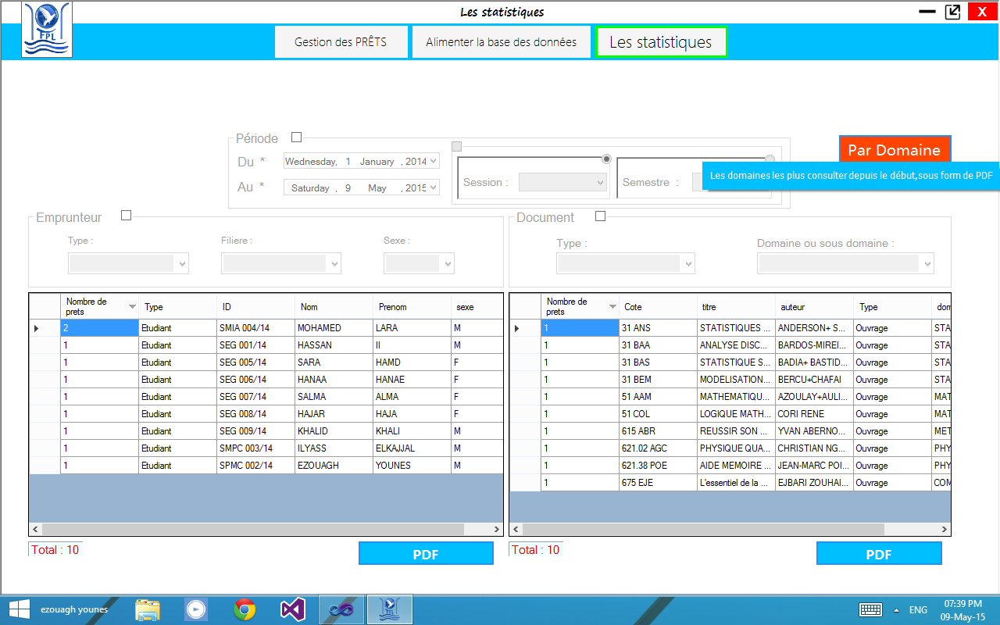 Les statistiques
X
FPL
Gestion des PRÊTS
Alimenter la base des données
Les statistiques
Période
Par Domaine
Du *
Wednesday, 1 January , 2014
Au *
Saturday , 9 May , 2015
Session :
Semestre :
Les domaines les plus consulter depuis le début,sous form de PDF
Emprunteur
Type :
Filiere :
Sexe :
Document
Type :
Domaine ou sous domaine :
Nombre de prets Type ID Nom Prenom sexe
2 Etudiant SMIA 004/14 MOHAMED LARA M
1 Etudiant SEG 001/14 HASSAN II M
1 Etudiant SEG 005/14 SARA HAMD F
1 Etudiant SEG 006/14 HANAA HANAE F
1 Etudiant SEG 007/14 SALMA ALMA F
1 Etudiant SEG 008/14 HAJAR HAJA F
1 Etudiant SEG 009/14 KHALID KHALI M
1 Etudiant SMPC 003/14 ILYASS ELKAJJAL M
1 Etudiant SPMC 002/14 EZOUAGH YOUNES M
Total : 10
PDF
Nombre de prets Cote titre auteur Type dom
1 31 ANS STATISTIQUES ... ANDERSON+ S... Ouvrage STA
1 31 BAA ANALYSE DISC... BARDOS-MIREI... Ouvrage STA
1 31 BAS STATISTIQUE S... BADIA+ BASTID... Ouvrage STA
1 31 BEM MODELISATION... BERCU+CHAFAI Ouvrage STA
1 51 AAM MATHEMATIQU... AZOULAY+AULI... Ouvrage MAT
1 51 COL LOGIQUE MATH... CORI RENE Ouvrage MAT
1 615 ABR REUSSIR SON ... YVAN ABERNO... Ouvrage MET
1 621.02 AGC PHYSIQUE QUA... CHRISTIAN NG... Ouvrage PHY
1 621.38 POE AIDE MEMOIRE ... JEAN-MARC POI... Ouvrage PHY
1 675 EJE L'essentiel de la ... EJBARI ZOUHAI... Ouvrage COM
Total : 10
PDF
ezouagh younes
ENG
07:39 PM
09-May-15